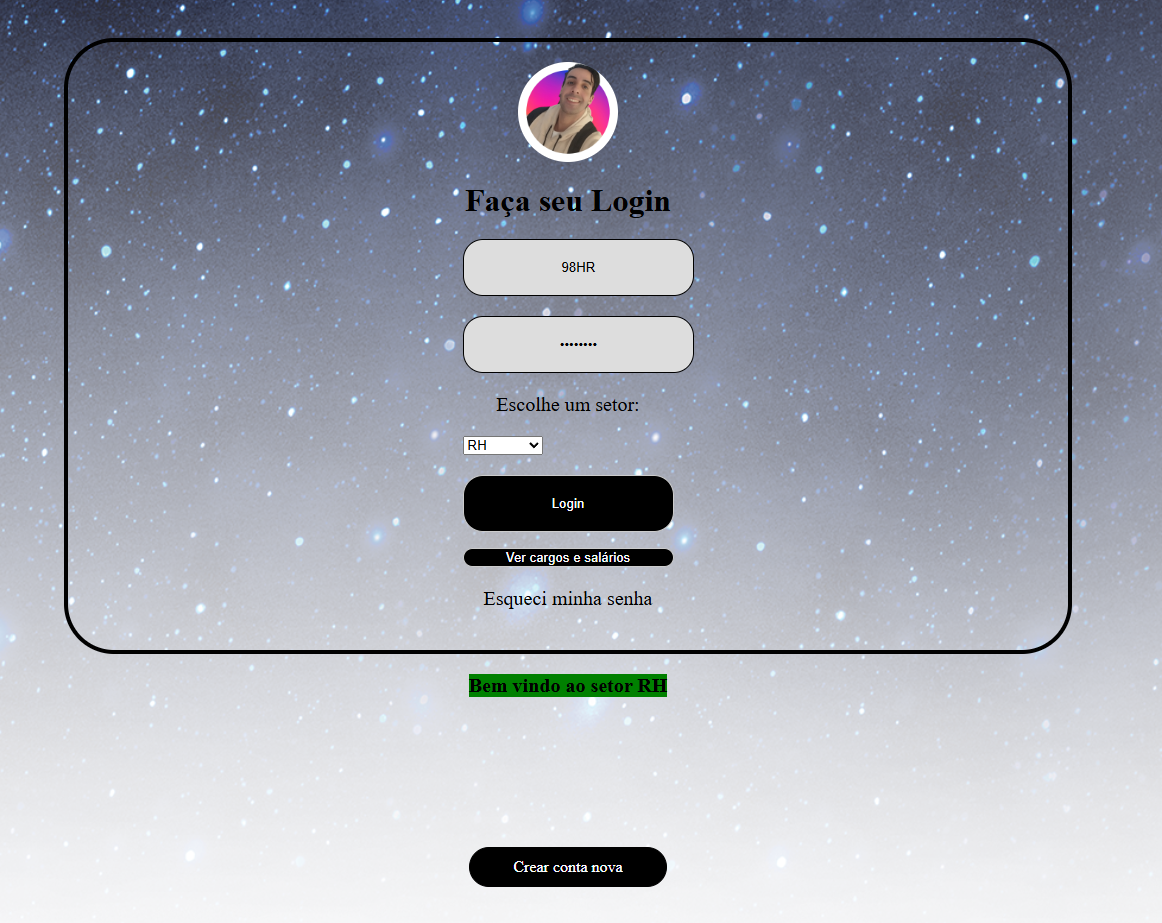 Faça seu Login
98HR
••••••••
Escolhe um setor:
RH
Login
Ver cargos e salários
Esqueci minha senha
Bem vindo ao setor RH
Crear conta nova